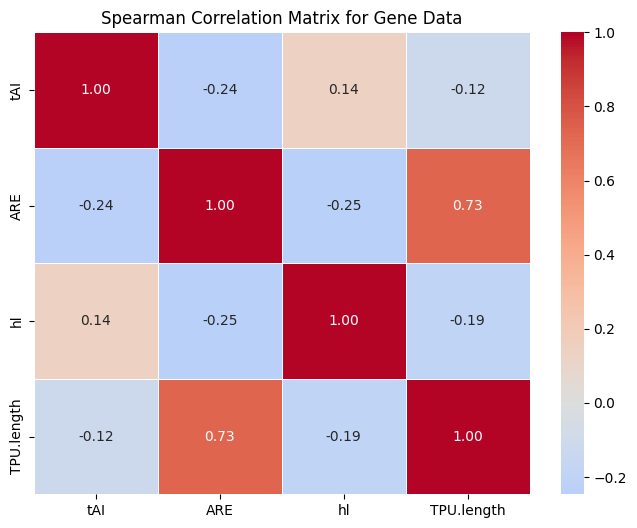 Spearman Correlation Matrix for Gene Data
tAI 1.00 -0.24 0.14 -0.12
ARE -0.24 1.00 -0.25 0.73
hl 0.14 -0.25 1.00 -0.19
TPU.length -0.12 0.73 -0.19 1.00
tAI ARE hl TPU.length
1.0
0.8
0.6
0.4
0.2
0.0
-0.2